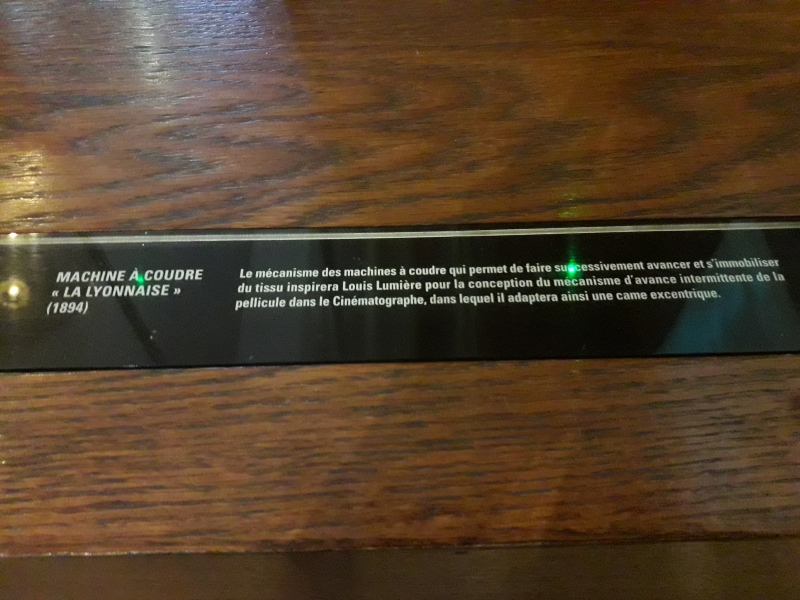 MACHINE À COUDRE
« LA LYONNAISE »
(1894)
Le mécanisme des machines à coudre qui permet de faire successivement avancer et s'immobiliser
du tissu inspirera Louis Lumière pour la conception du mécanisme d'avance intermittente de la
pellicule dans le Cinématographe, dans lequel il adaptera ainsi une came excentrique.